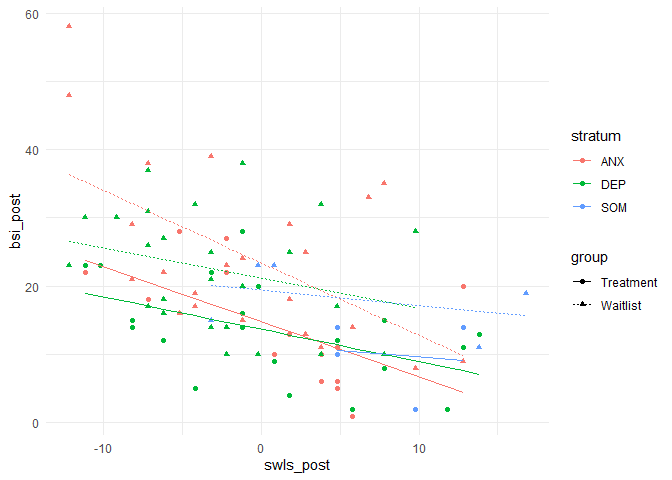 60
40
20
0
bsi_post
-10
0
10
swls_post
stratum
ANX
DEP
SOM
group
Treatment
Waitlist